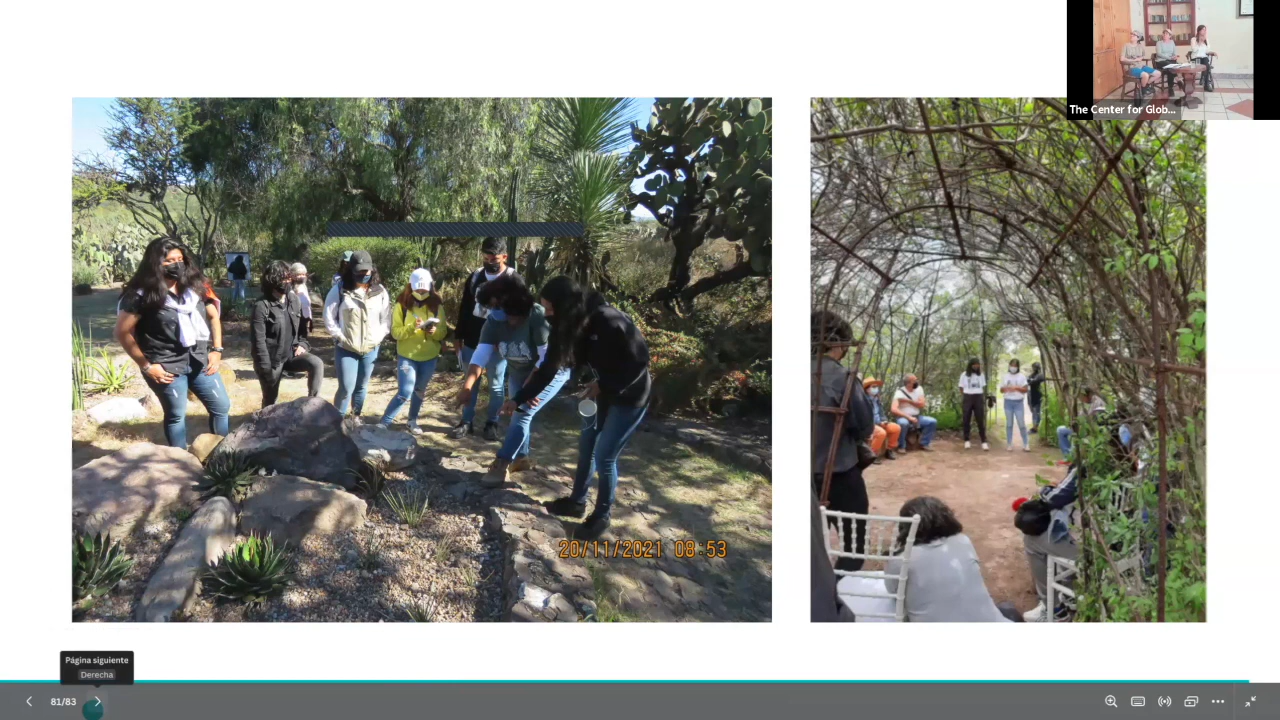 The Center for Glob...
20/11/2021 08:53
Página siguiente
Derecha
81/83